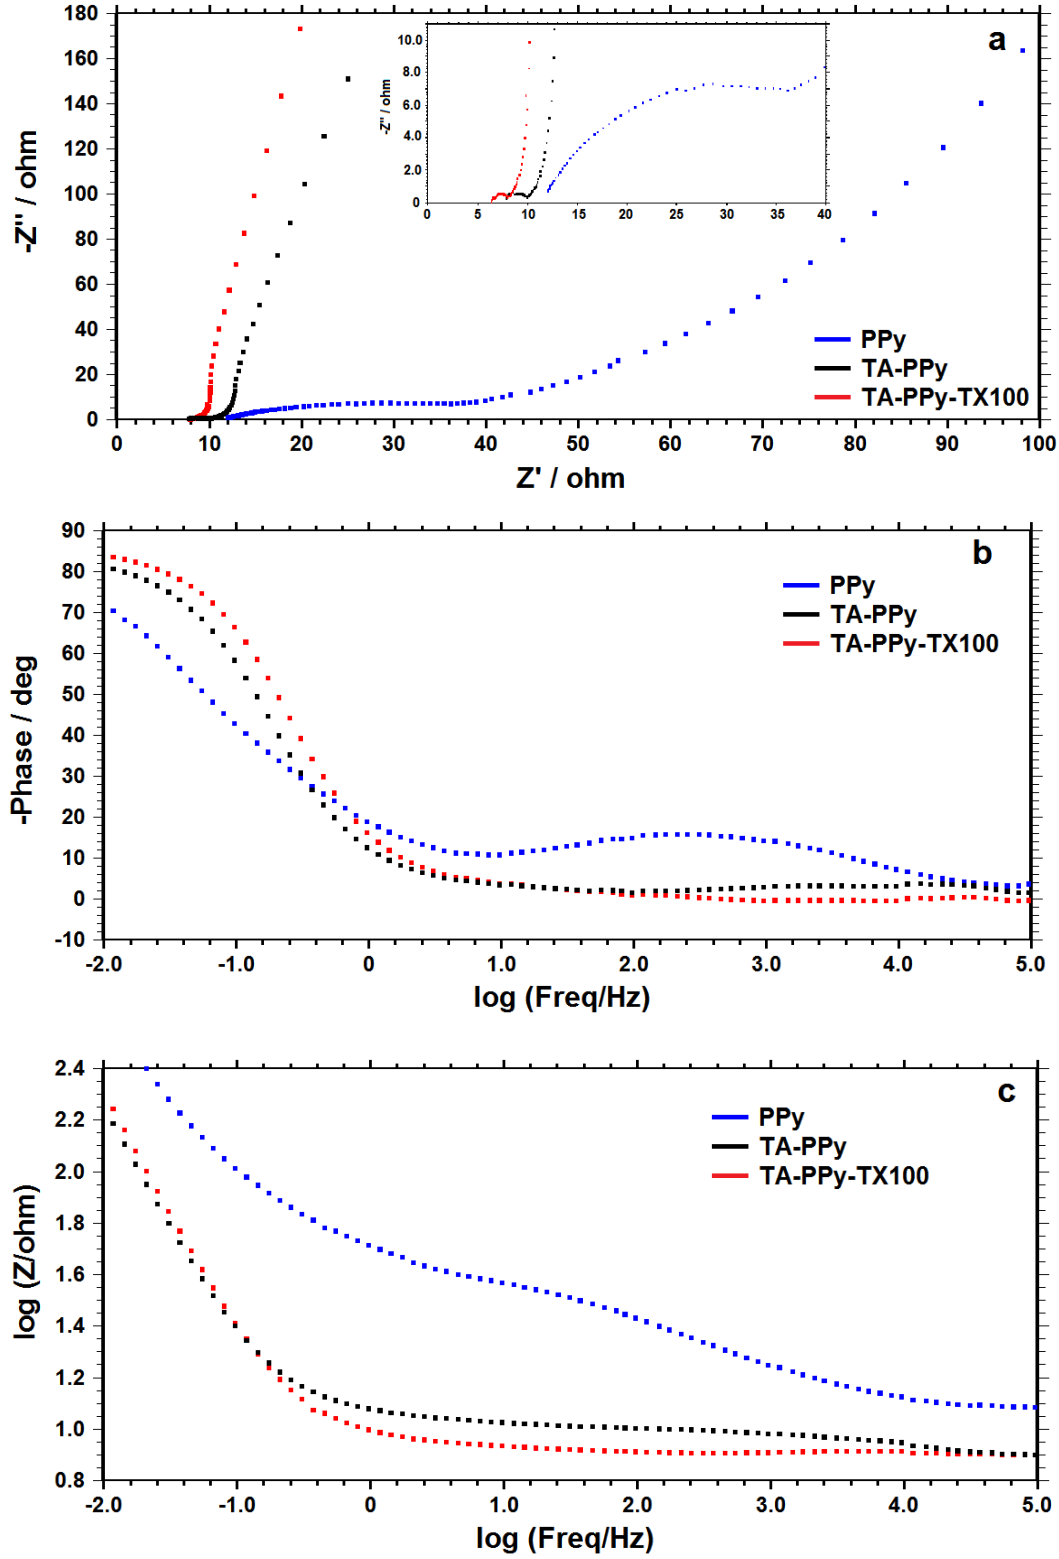 180
160
140
120
100
80
60
40
20
0
-Z'' / ohm
a
10.0
8.0
6.0
4.0
2.0
0
-Z'' / ohm
0 5 10 15 20 25 30 35 40
PPy
TA-PPy
TA-PPy-TX100
0 10 20 30 40 50 60 70 80 90 100
Z' / ohm
90
80
70
60
50
40
30
20
10
0
-10
-Phase / deg
b
PPy
TA-PPy
TA-PPy-TX100
-2.0 -1.0 0 1.0 2.0 3.0 4.0 5.0
log (Freq/Hz)
2.4
2.2
2.0
1.8
1.6
1.4
1.2
1.0
0.8
log (Z/ohm)
c
PPy
TA-PPy
TA-PPy-TX100
-2.0 -1.0 0 1.0 2.0 3.0 4.0 5.0
log (Freq/Hz)